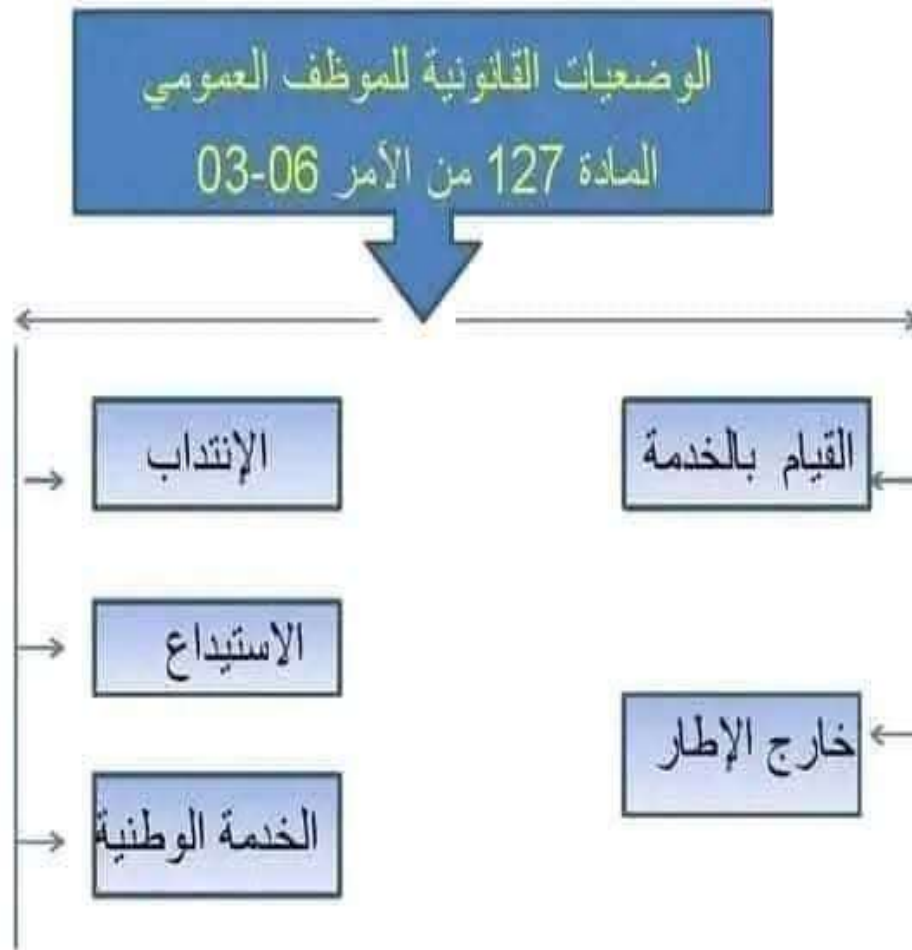 الوضعيات القانونية للموظف العمومي
المادة 127 من الأمر 06-03
القيام بالخدمة
الإنتداب
الاستيداع
خارج الإطار
الخدمة الوطنية